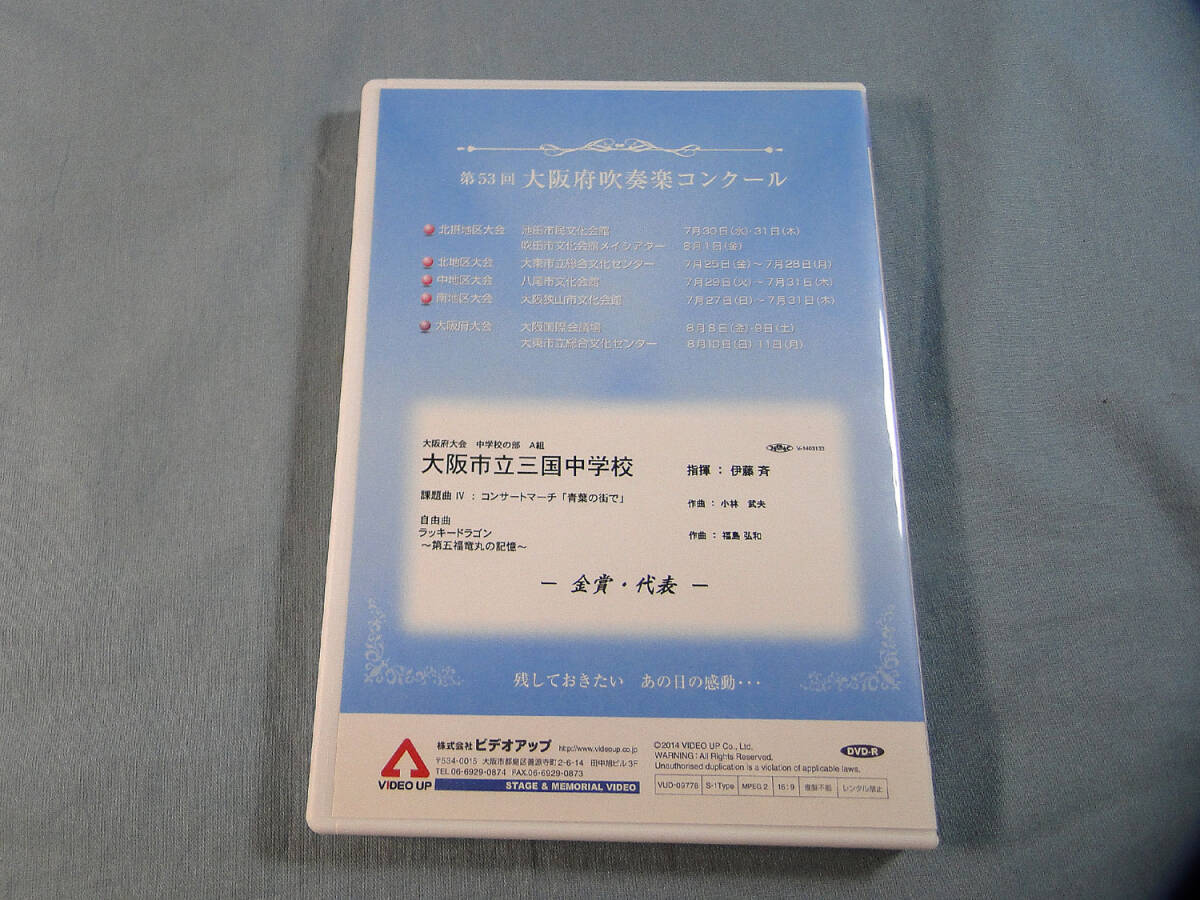 第53回 大阪府吹奏楽コンクール
北摂地区大会 池田市民文化会館 7月30日(水)・31日(木)
吹田市文化会館メイシアター 8月1日(金)
北地区大会 大東市立総合文化センター 7月25日(金)～7月28日(月)
中地区大会 八尾市文化会館 7月29日(火)～7月31日(木)
南地区大会 大阪狭山市文化会館 7月27日(日)～7月31日(木)
大阪府大会 大阪国際会議場 8月8日(金)・9日(土)
大東市立総合文化センター 8月10日(日)・11日(月)
大阪府大会 中学校の部 A組
V-1403133
大阪市立三国中学校 指揮：伊藤 斉
課題曲 IV ：コンサートマーチ「青葉の街で」 作曲：小林 武夫
自由曲
ラッキードラゴン 作曲：福島 弘和
～第五福竜丸の記憶～
－ 金賞・代表 －
残しておきたい あの日の感動・・・
VIDEO UP
株式会社 ビデオアップ http://www.videoup.co.jp
〒534-0015 大阪市都島区善源寺町2-6-14 田中旭ビル3F
TEL.06-6929-0874 FAX.06-6929-0873
STAGE & MEMORIAL VIDEO
©2014 VIDEO UP Co., Ltd.
WARNING : All Rights Reserved.
Unauthorised duplication is a violation of applicable laws.
DVD-R
VUD-09776 S-1Type MPEG 2 16:9 複製不能 レンタル禁止